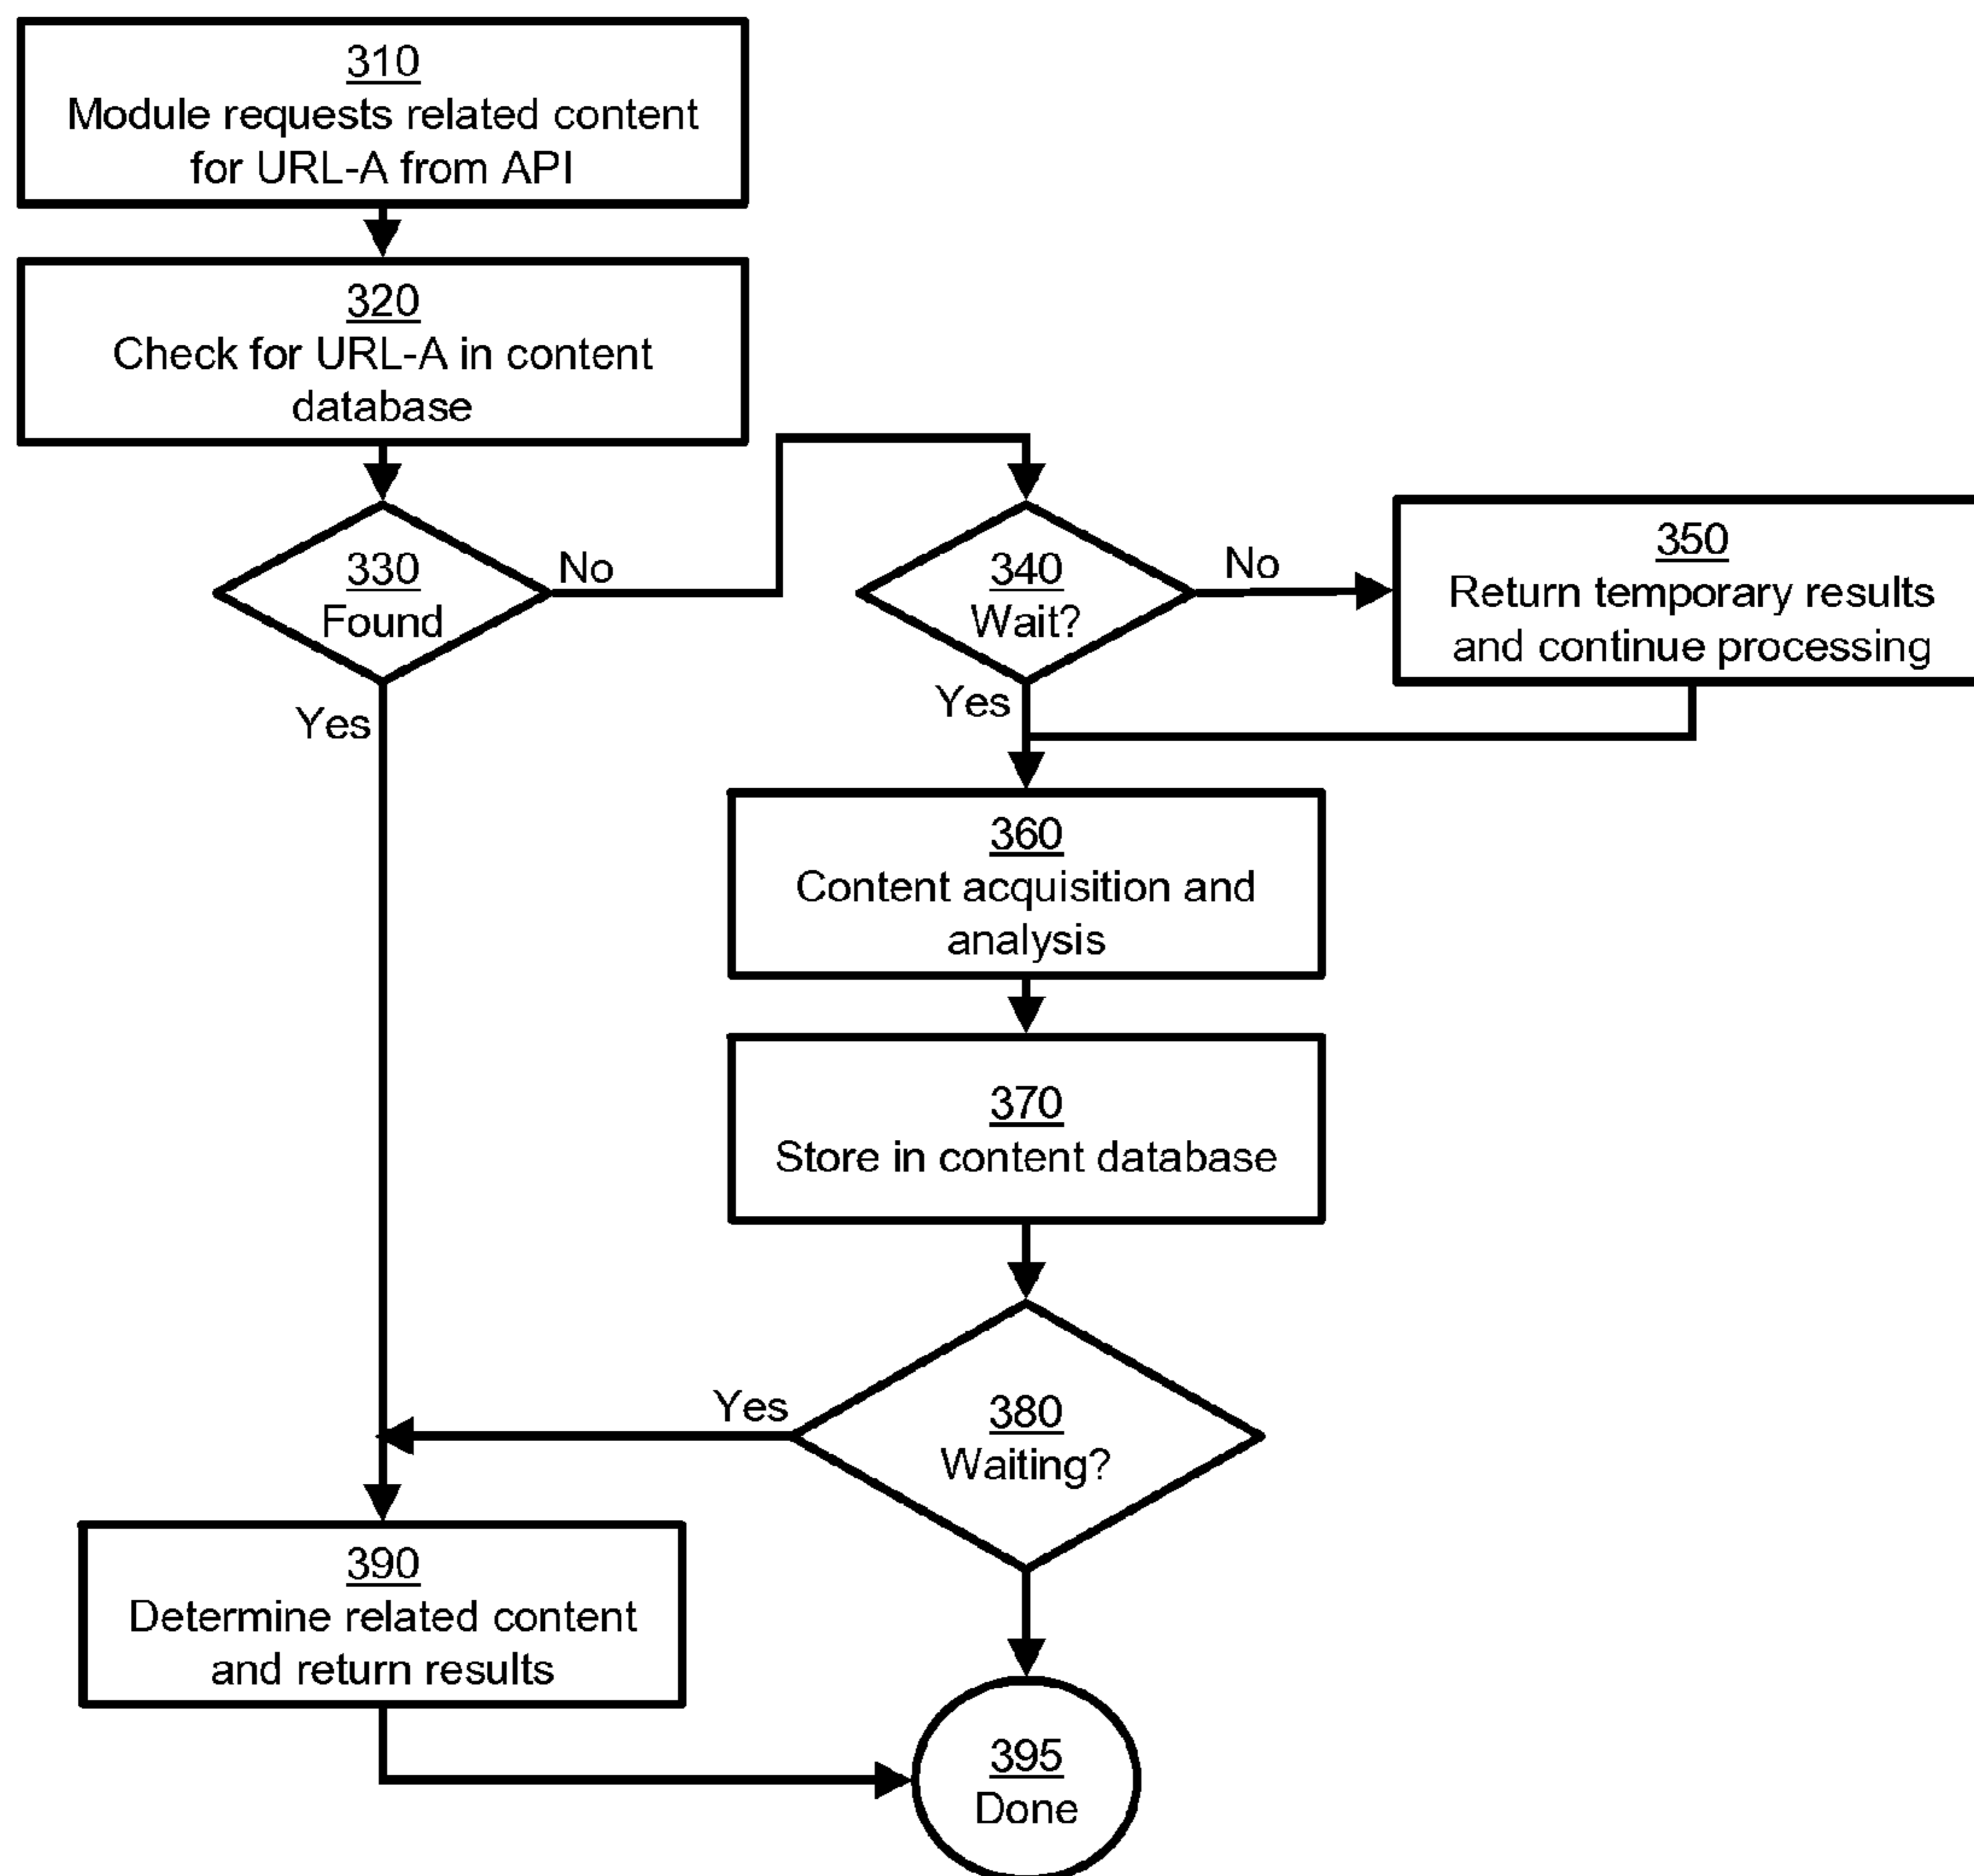 310
Module requests related content
for URL-A from API
320
Check for URL-A in content
database
330
Found
No
Yes
340
Wait?
No
Yes
350
Return temporary results
and continue processing
360
Content acquisition and
analysis
370
Store in content database
380
Waiting?
Yes
390
Determine related content
and return results
395
Done